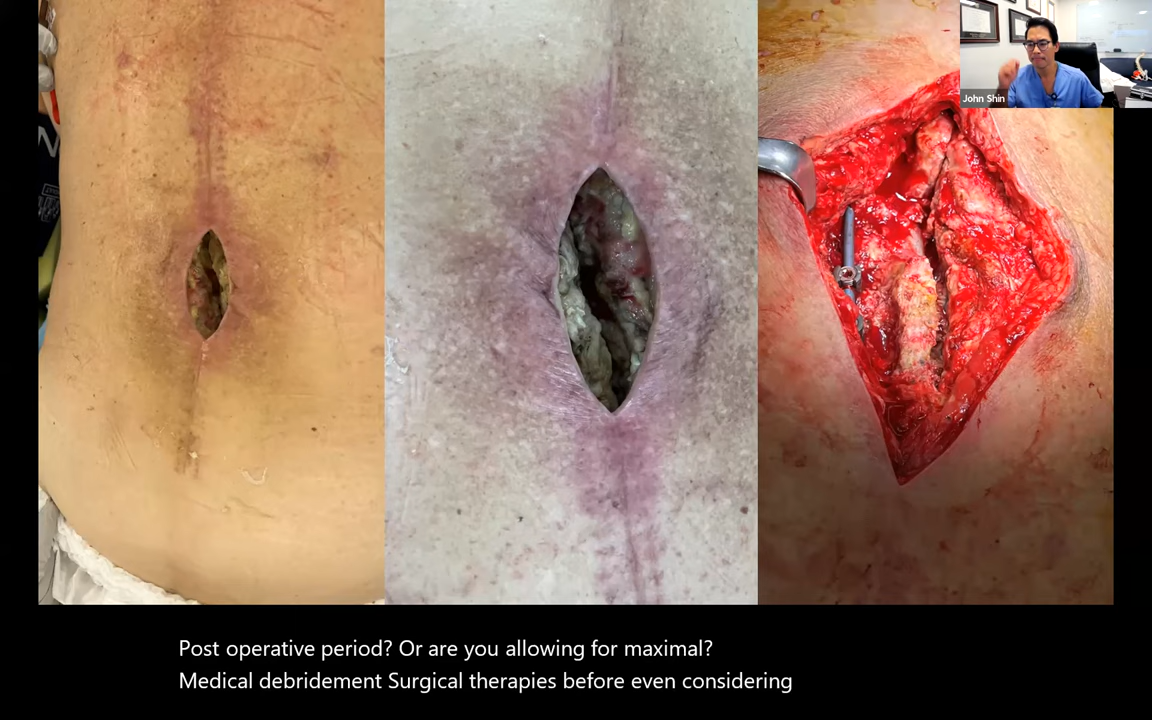 John Shin
Post operative period? Or are you allowing for maximal?
Medical debridement Surgical therapies before even considering